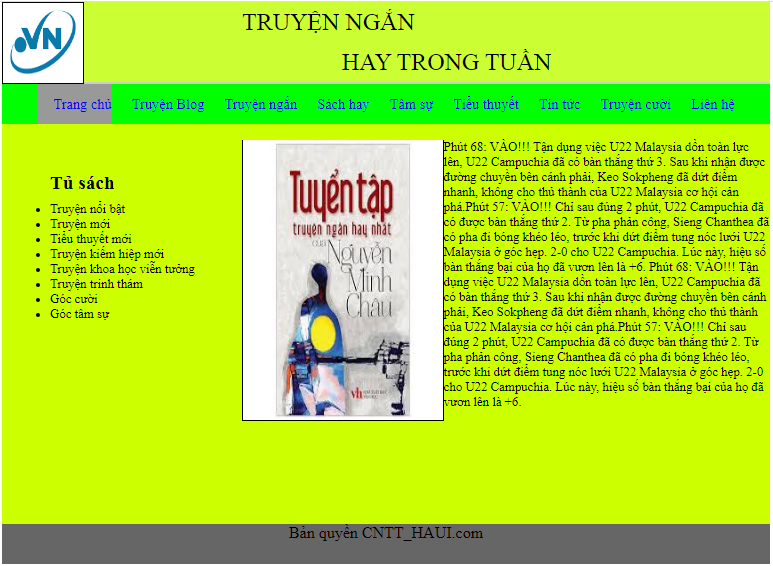 VN
TRUYỆN NGẮN
HAY TRONG TUẦN
Trang chủ Truyện Blog Truyện ngắn Sách hay Tâm sự Tiểu thuyết Tin tức Truyện cười Liên hệ
Tủ sách
Truyện nổi bật
Truyện mới
Tiểu thuyết mới
Truyện kiếm hiệp mới
Truyện khoa học viễn tưởng
Truyện trinh thám
Góc cười
Góc tâm sự
Tuyển tập
truyện ngắn hay nhất
của Nguyễn
Minh
Châu
vh
Phút 68: VÀO!!! Tận dụng việc U22 Malaysia dồn toàn lực
lên, U22 Campuchia đã có bàn thắng thứ 3. Sau khi nhận được
đường chuyền bên cánh phải, Keo Sokpheng đã dứt điểm
nhanh, không cho thủ thành của U22 Malaysia cơ hội cản
phá.Phút 57: VÀO!!! Chỉ sau đúng 2 phút, U22 Campuchia đã
có được bàn thắng thứ 2. Từ pha phản công, Sieng Chanthea đã
có pha đi bóng khéo léo, trước khi dứt điểm tung nóc lưới U22
Malaysia ở góc hẹp. 2-0 cho U22 Campuchia. Lúc này, hiệu số
bàn thắng bại của họ đã vươn lên là +6. Phút 68: VÀO!!! Tận
dụng việc U22 Malaysia dồn toàn lực lên, U22 Campuchia đã
có bàn thắng thứ 3. Sau khi nhận được đường chuyền bên cánh
phải, Keo Sokpheng đã dứt điểm nhanh, không cho thủ thành
của U22 Malaysia cơ hội cản phá.Phút 57: VÀO!!! Chỉ sau
đúng 2 phút, U22 Campuchia đã có được bàn thắng thứ 2. Từ
pha phản công, Sieng Chanthea đã có pha đi bóng khéo léo,
trước khi dứt điểm tung nóc lưới U22 Malaysia ở góc hẹp. 2-0
cho U22 Campuchia. Lúc này, hiệu số bàn thắng bại của họ đã
vươn lên là +6.
Bản quyền CNTT_HAUI.com